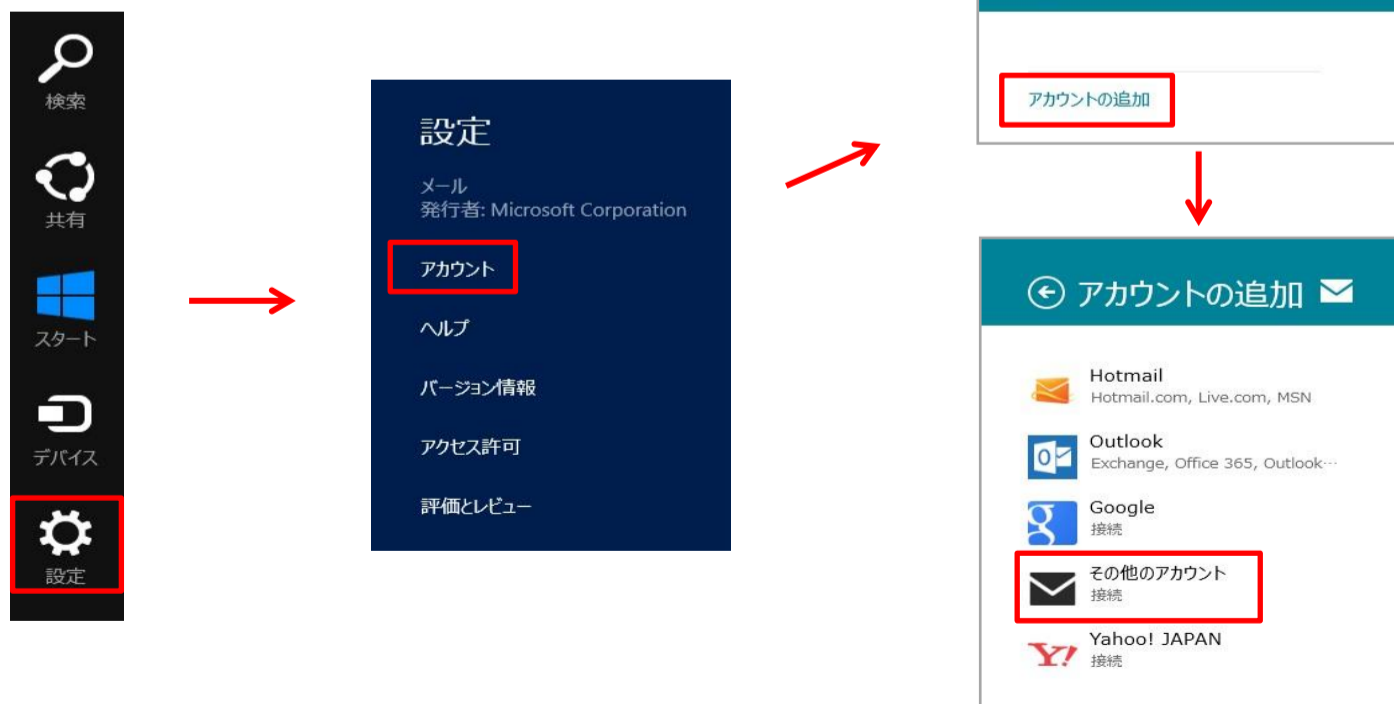 検索
共有
スタート
デバイス
設定
設定
メール
発行者: Microsoft Corporation
アカウント
ヘルプ
バージョン情報
アクセス許可
評価とレビュー
アカウントの追加
アカウントの追加
Hotmail
Hotmail.com, Live.com, MSN
Outlook
Exchange, Office 365, Outlook…
Google
接続
その他のアカウント
接続
Yahoo! JAPAN
接続